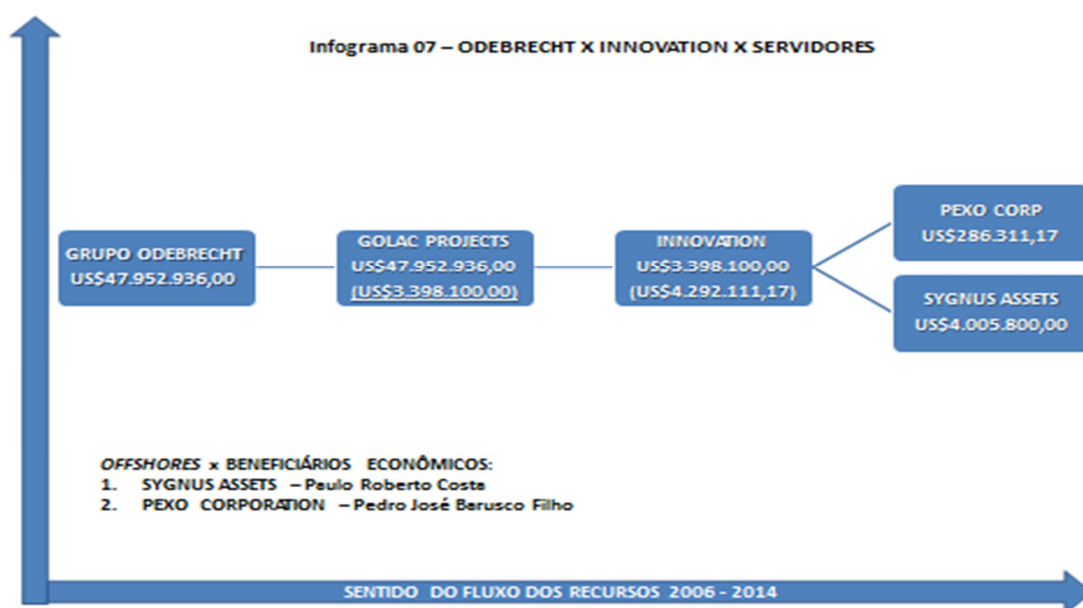 Infograma 07 – ODEBRECHT X INNOVATION X SERVIDORES
GRUPO ODEBRECHT
US$47.952.936,00
GOLAC PROJECTS
US$47.952.936,00
(US$3.398.100,00)
INNOVATION
US$3.398.100,00
(US$4.292.111,17)
PEXO CORP
US$286.311,17
SYGNUS ASSETS
US$4.005.800,00
OFFSHORES x BENEFICIÁRIOS ECONÔMICOS:
1. SYGNUS ASSETS – Paulo Roberto Costa
2. PEXO CORPORATION – Pedro José Barusco Filho
SENTIDO DO FLUXO DOS RECURSOS 2006 - 2014